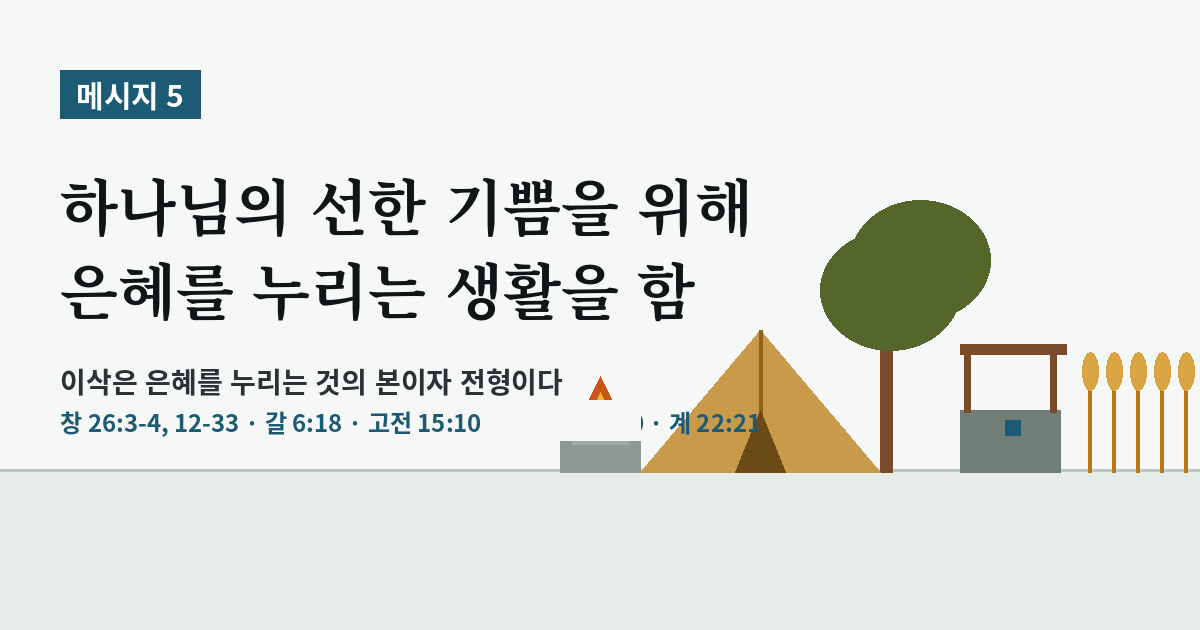 메시지 5
하나님의 선한 기쁨을 위해
은혜를 누리는 생활을 함
이삭은 은혜를 누리는 것의 본이자 전형이다
창 26:3-4, 12-33 · 갈 6:18 · 고전 15:10 · 계 22:21